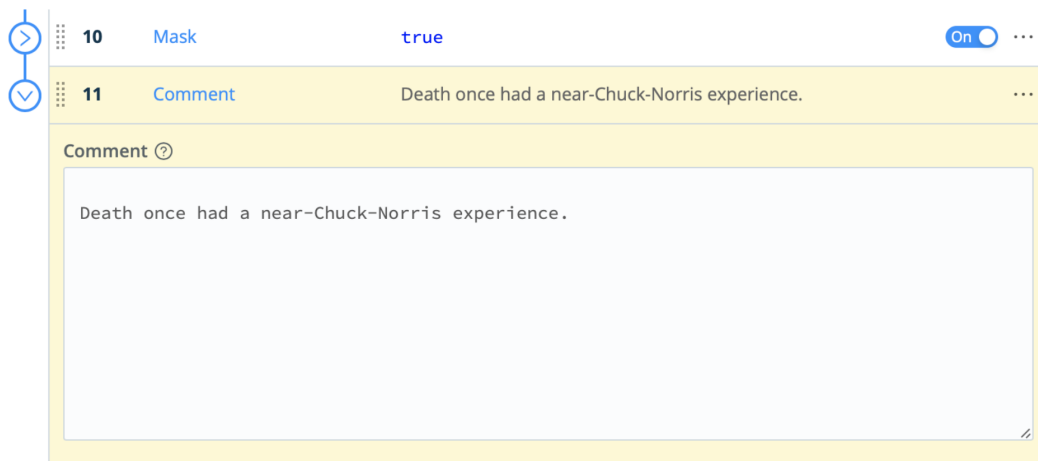 10 Mask true On ...
11 Comment Death once had a near-Chuck-Norris experience. ...
Comment ?
Death once had a near-Chuck-Norris experience.